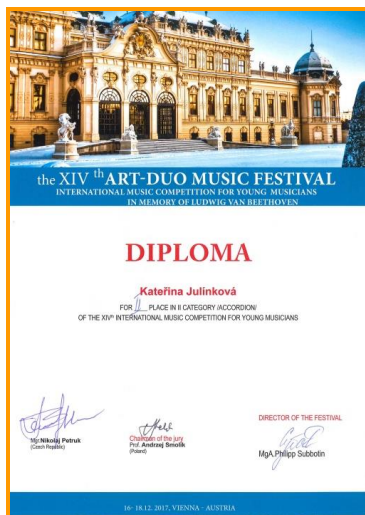 the XIV th ART-DUO MUSIC FESTIVAL
INTERNATIONAL MUSIC COMPETITION FOR YOUNG MUSICIANS
IN MEMORY OF LUDWIG VAN BEETHOVEN
DIPLOMA
Kateřina Julínková
FOR II PLACE IN II CATEGORY /ACCORDION/
OF THE XIVth INTERNATIONAL MUSIC COMPETITION FOR YOUNG MUSICIANS
Mgr.Nikolaj Petruk
(Czech Republic)
Chairman of the jury
Prof. Andrzej Smolik
(Poland)
DIRECTOR OF THE FESTIVAL
MgA.Philipp Subbotin
16- 18.12. 2017, VIENNA - AUSTRIA